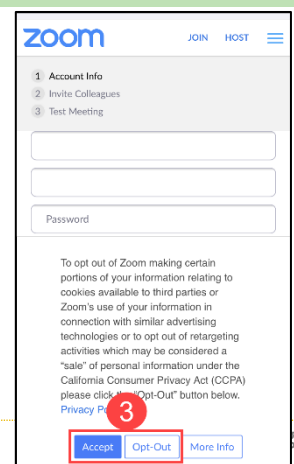 zoom JOIN HOST
1 Account Info
2 Invite Colleagues
3 Test Meeting
Password
To opt out of Zoom making certain
portions of your information relating to
cookies available to third parties or
Zoom's use of your information in
connection with similar advertising
technologies or to opt out of retargeting
activities which may be considered a
"sale" of personal information under the
California Consumer Privacy Act (CCPA)
please click the "Opt-Out" button below.
Privacy
3
Accept Opt-Out More Info